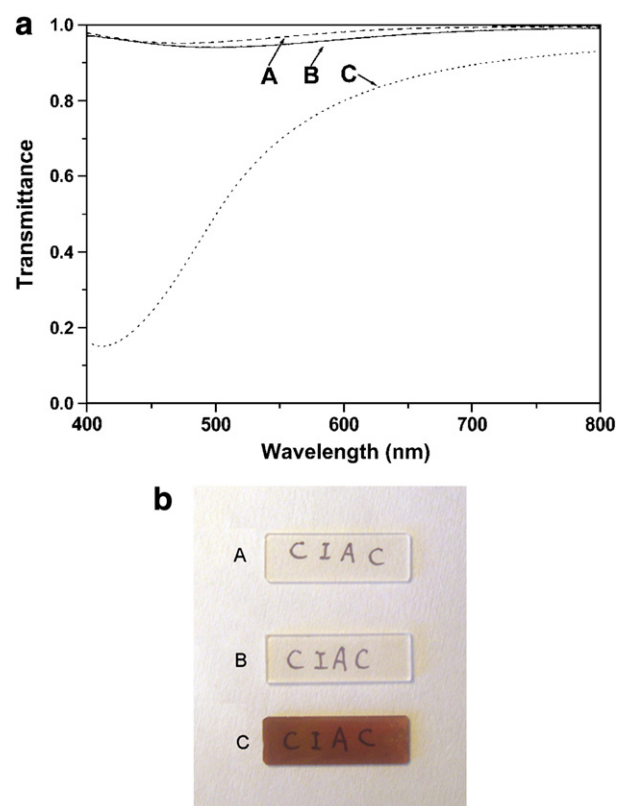 a
1.0
0.8
0.6
0.4
0.2
0.0
Transmittance
A B C
400 500 600 700 800
Wavelength (nm)
b
A CIAC
B CIAC
C CIAC